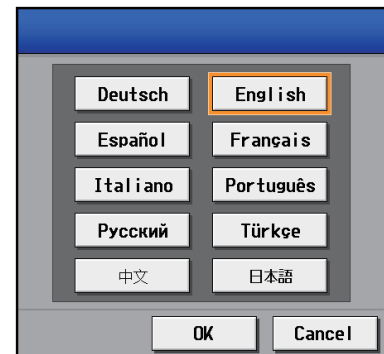 Deutsch English
Español Français
Italiano Português
Русский Türkçe
中文 日本語
OK Cancel